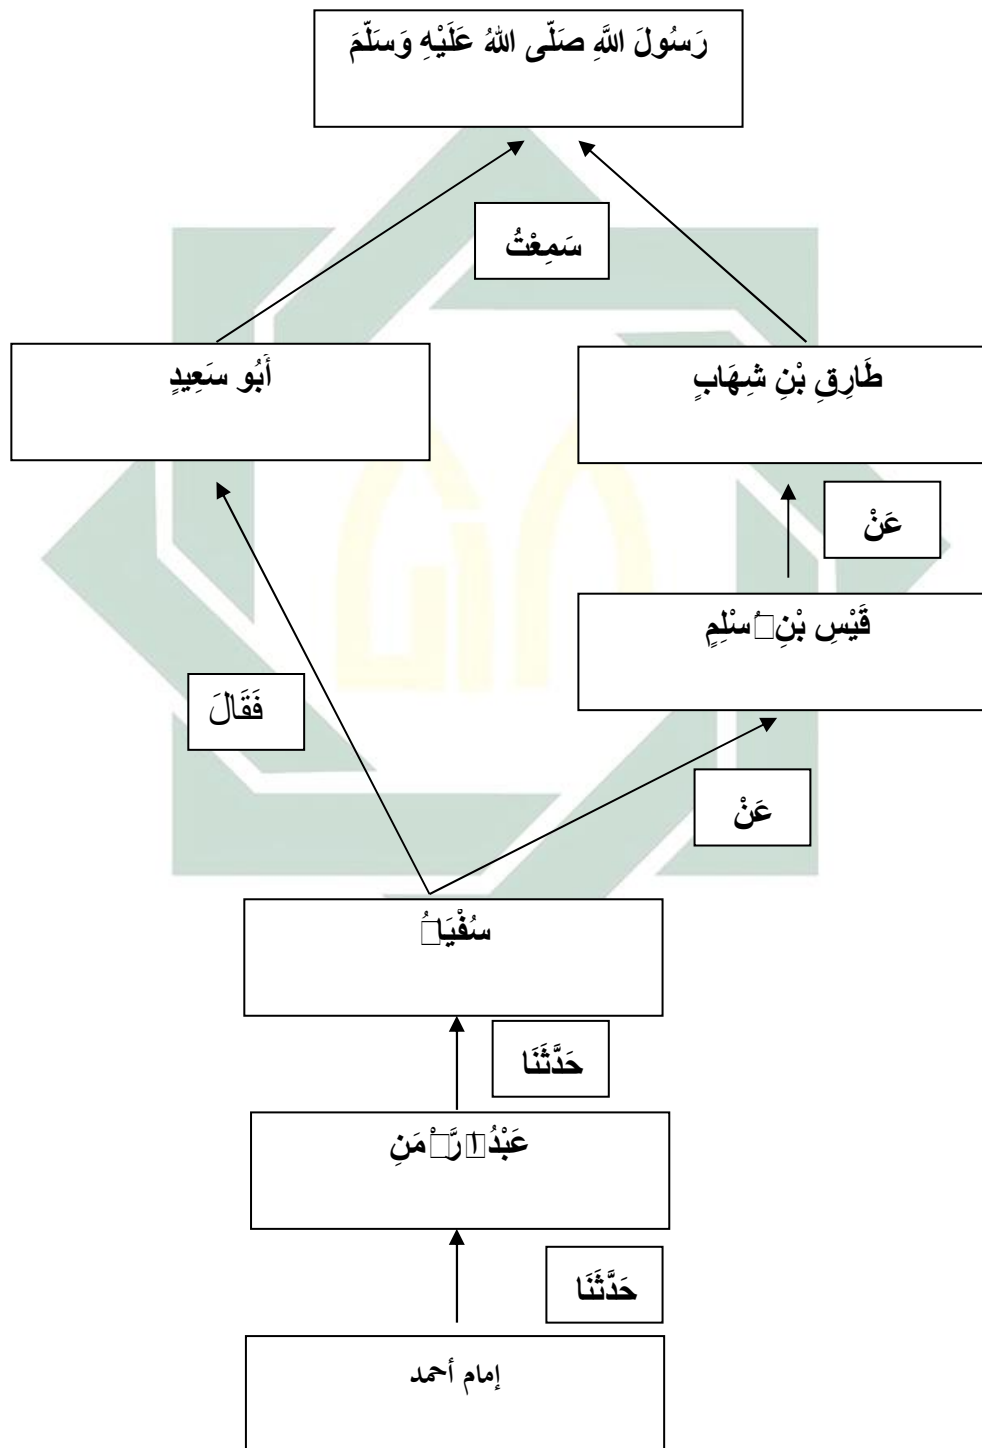 رَسُولَ اللَّهِ صَلَّى اللهُ عَلَيْهِ وَسَلَّمَ
سَمِعْتُ
أَبُو سَعِيدٍ
طَارِقِ بْنِ شِهَابٍ
عَنْ
قَيْسِ بْنِ
فَقَالَ
عَنْ
حَدَّثَنَا
حَدَّثَنَا
إمام أحمد